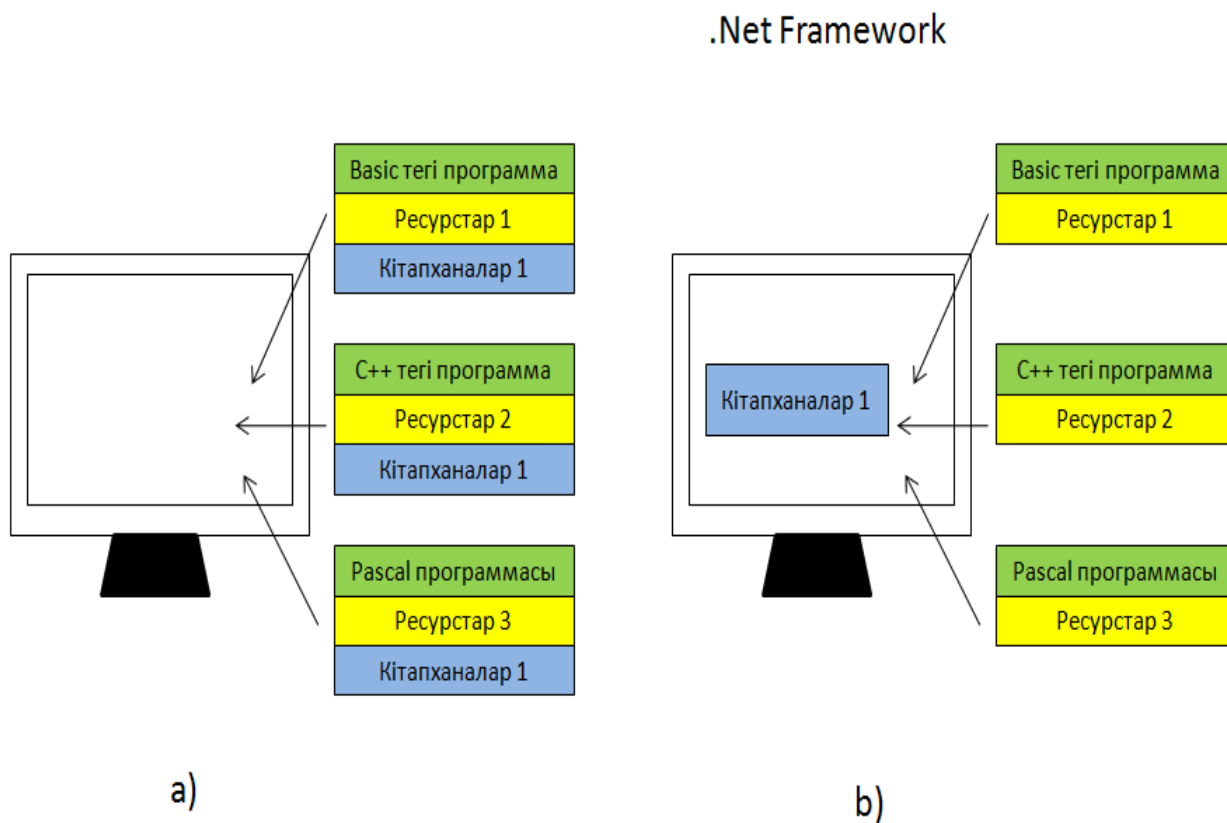 .Net Framework
Basic тегі программа
Ресурстар 1
Кітапханалар 1
C++ тегі программа
Ресурстар 2
Кітапханалар 1
Pascal программасы
Ресурстар 3
Кітапханалар 1
a)
Basic тегі программа
Ресурстар 1
Кітапханалар 1
C++ тегі программа
Ресурстар 2
Pascal программасы
Ресурстар 3
b)